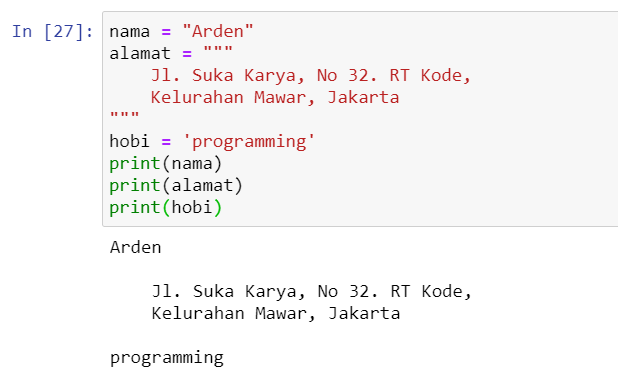 In [27]: nama = "Arden"
alamat = """
    Jl. Suka Karya, No 32. RT Kode,
    Kelurahan Mawar, Jakarta
"""
hobi = 'programming'
print(nama)
print(alamat)
print(hobi)
Arden
    Jl. Suka Karya, No 32. RT Kode,
    Kelurahan Mawar, Jakarta
programming